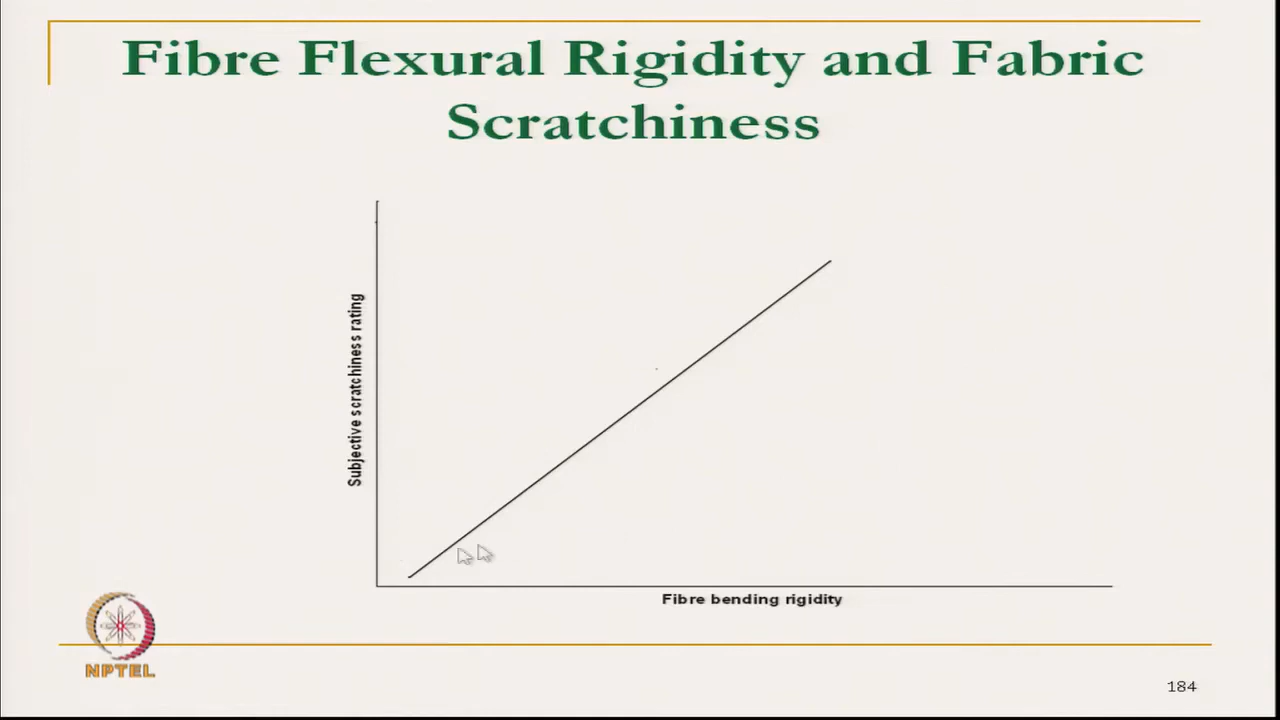 Fibre Flexural Rigidity and Fabric
Scratchiness
Subjective scratchiness rating
Fibre bending rigidity
NPTEL
184